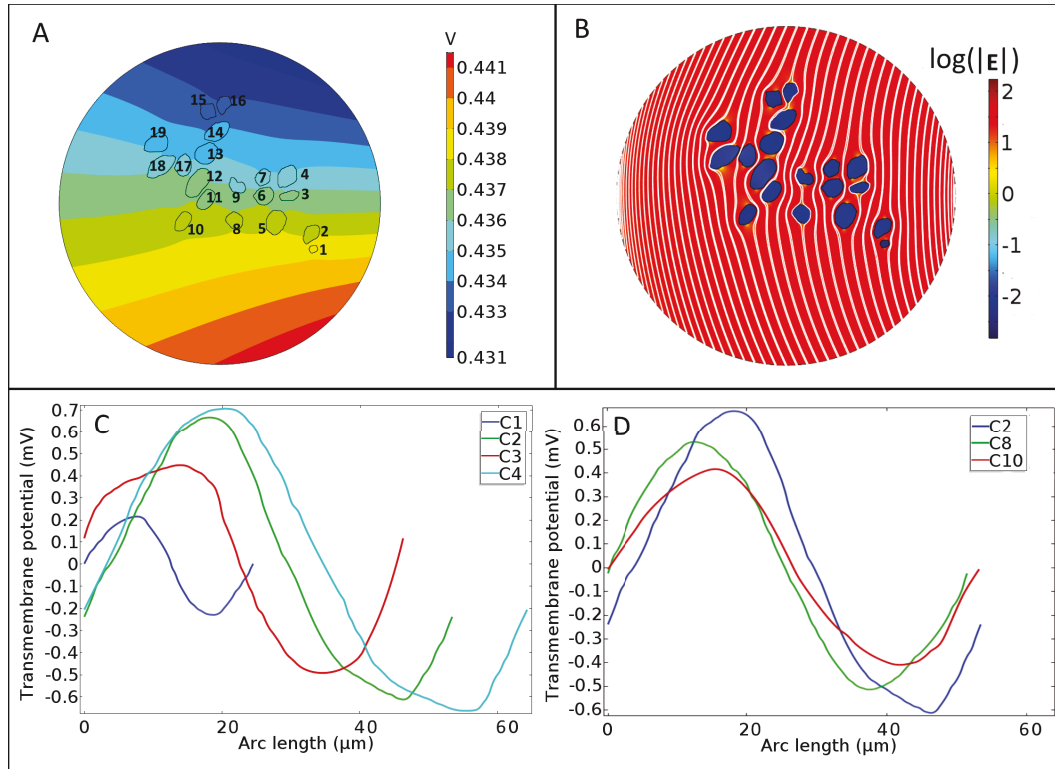 A
V
0.441
0.44
0.439
0.438
0.437
0.436
0.435
0.434
0.433
0.431
15 16
14
19
13
18 17
12
7 4
9 6 3
11
10 8 5
2
1
B
log(|E|)
2
1
0
-1
-2
C
Transmembrane potential (mV)
0.7
0.6
0.5
0.4
0.3
0.2
0.1
0
-0.1
-0.2
-0.3
-0.4
-0.5
-0.6
0 20 40 60
Arc length (μm)
C1
C2
C3
C4
D
Transmembrane potential (mV)
0.6
0.5
0.4
0.3
0.2
0.1
0
-0.1
-0.2
-0.3
-0.4
-0.5
-0.6
0 20 40 60
Arc length (μm)
C2
C8
C10